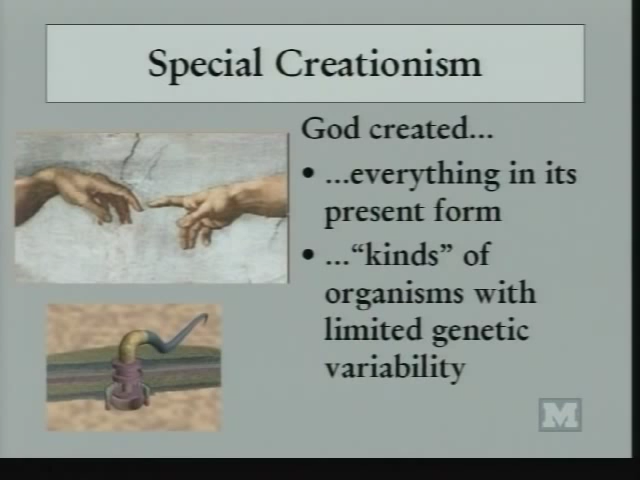 Special Creationism
God created...
• ...everything in its
present form
• ...“kinds” of
organisms with
limited genetic
variability
M